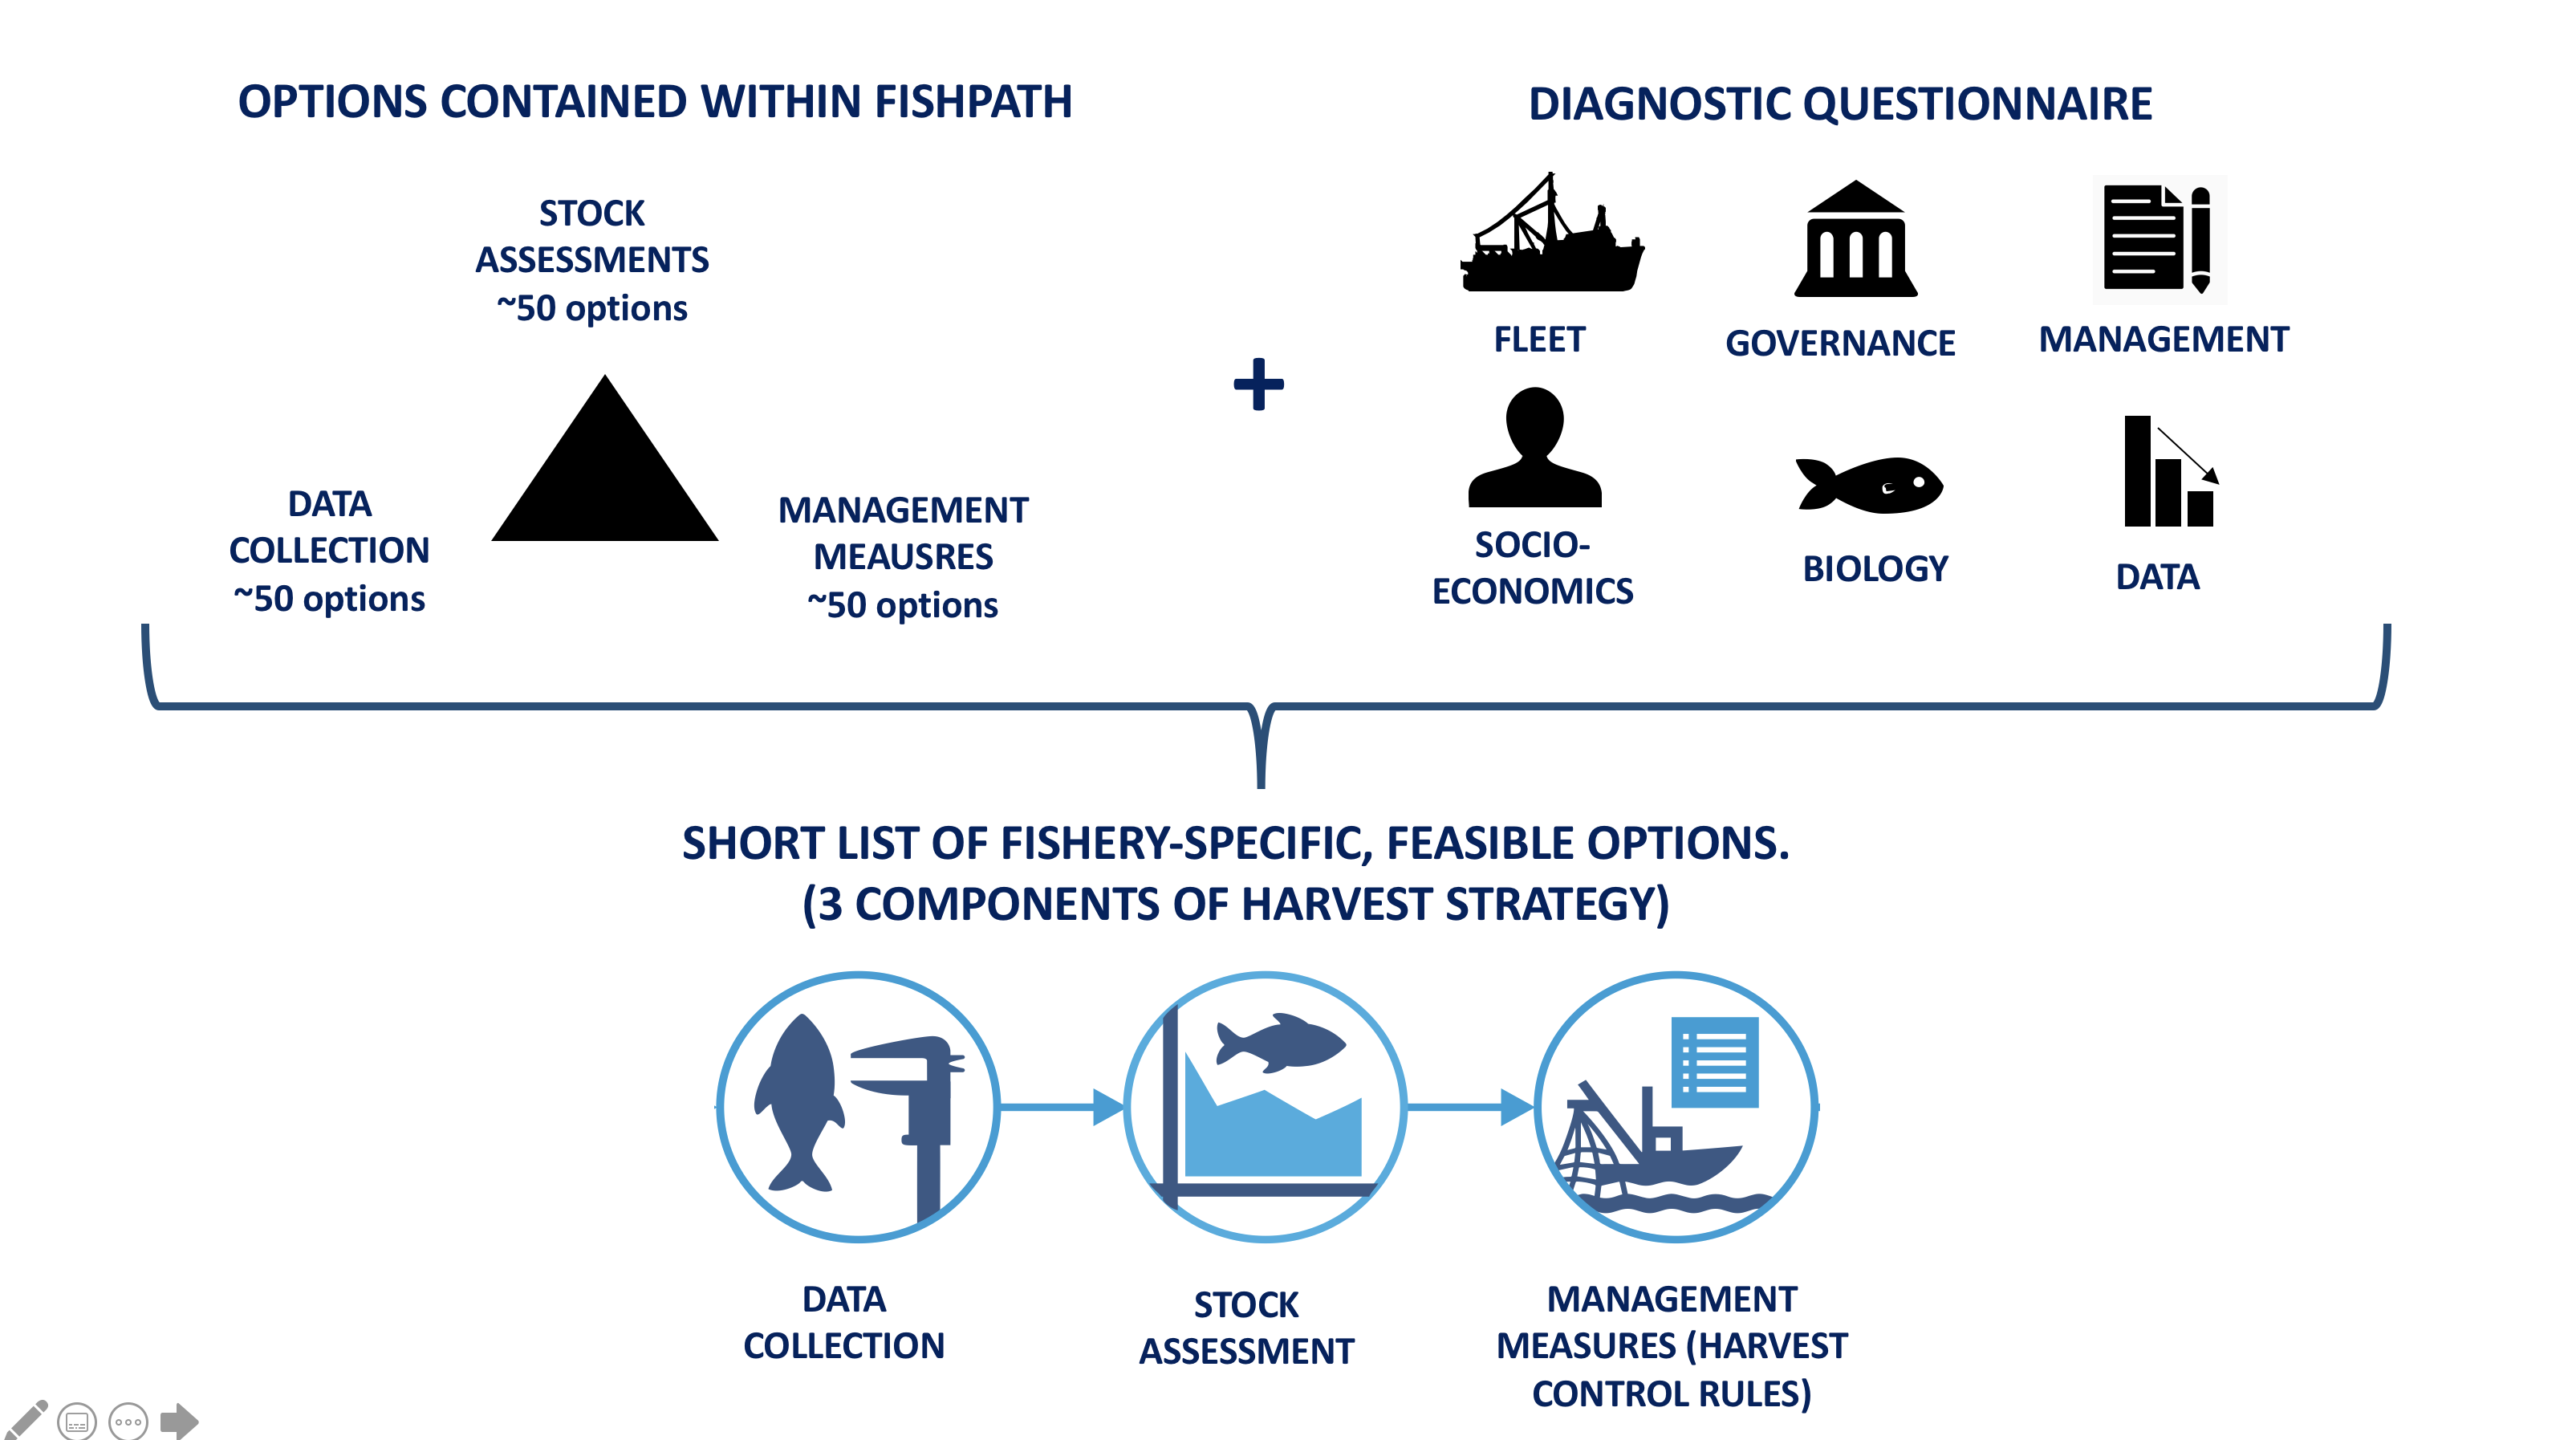 OPTIONS CONTAINED WITHIN FISHPATH
STOCK
ASSESSMENTS
~50 options
DATA
COLLECTION
~50 options
MANAGEMENT
MEAUSRES
~50 options
+
DIAGNOSTIC QUESTIONNAIRE
FLEET
GOVERNANCE
MANAGEMENT
SOCIO-
ECONOMICS
BIOLOGY
DATA
SHORT LIST OF FISHERY-SPECIFIC, FEASIBLE OPTIONS.
(3 COMPONENTS OF HARVEST STRATEGY)
DATA
COLLECTION
STOCK
ASSESSMENT
MANAGEMENT
MEASURES (HARVEST
CONTROL RULES)